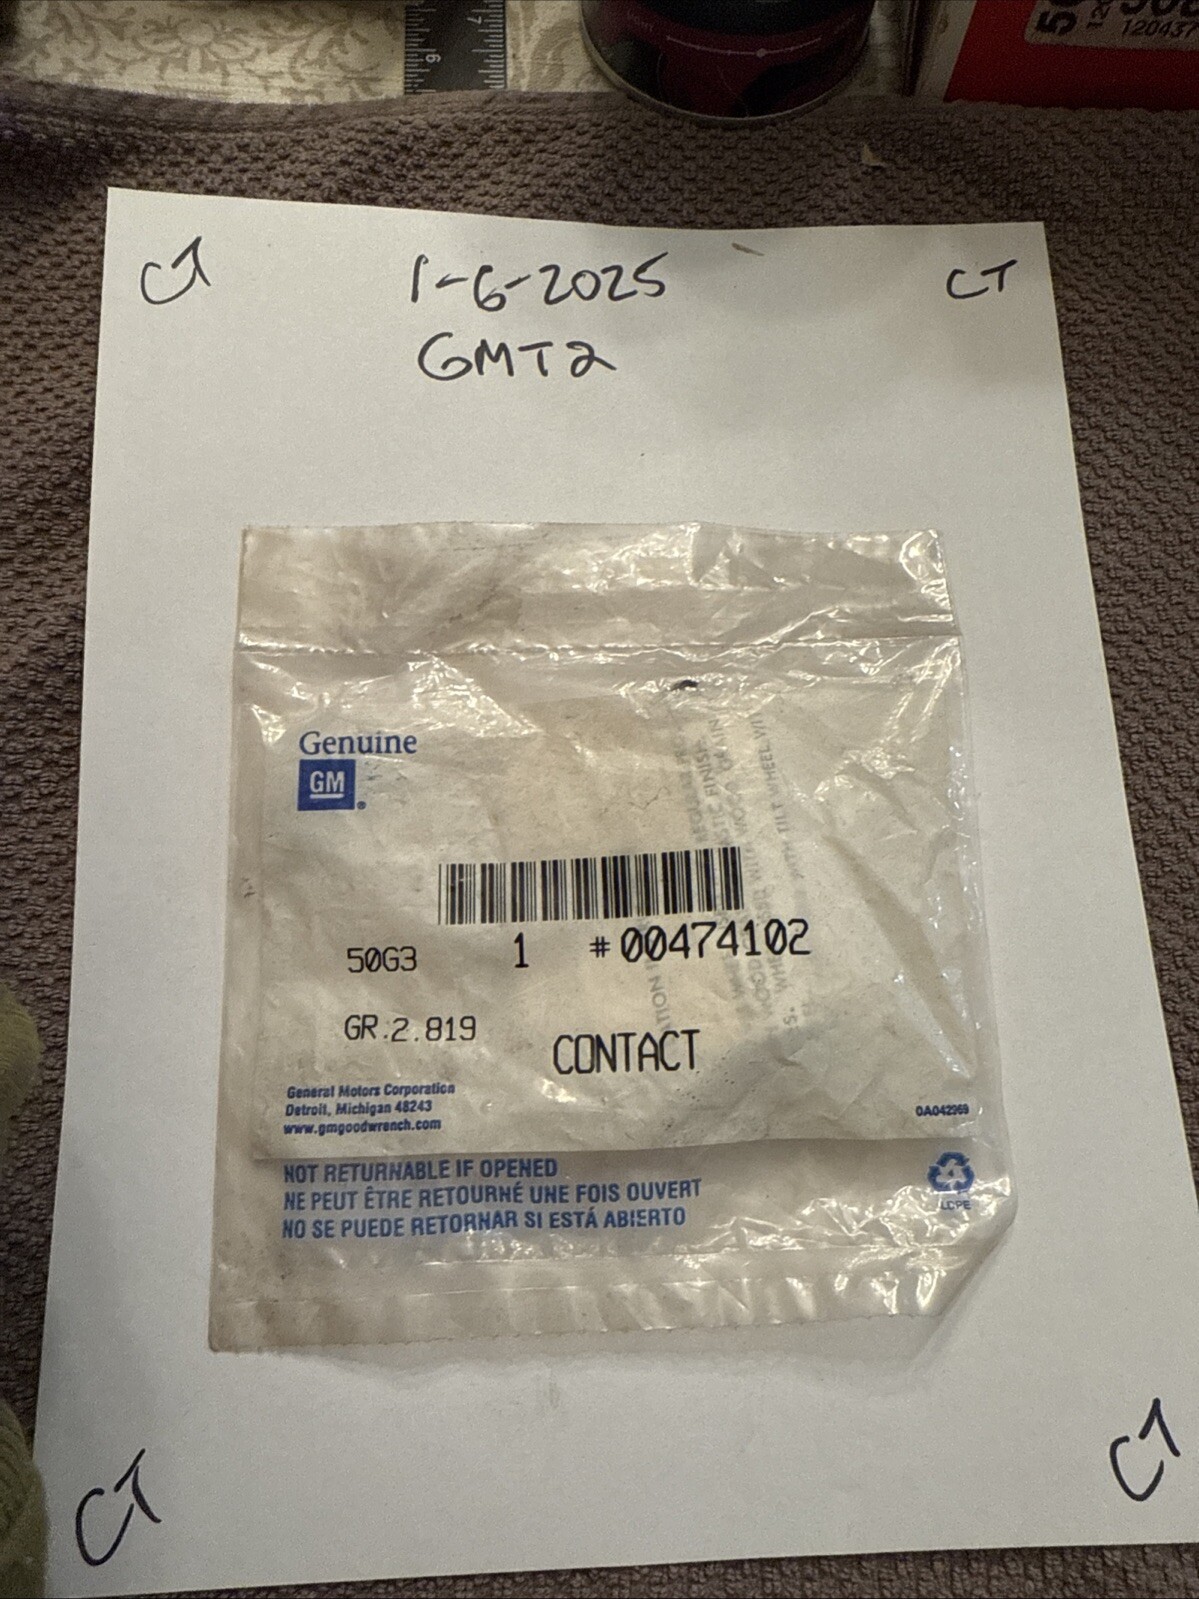 120437
CT
1-6-2025
CT
GMT2
Genuine
GM
50G3 1 #00474102
GR.2.819
CONTACT
General Motors Corporation
Detroit, Michigan 48243
www.gmgoodwrench.com
0A042969
NOT RETURNABLE IF OPENED
NE PEUT ÊTRE RETOURNÉ UNE FOIS OUVERT
NO SE PUEDE RETORNAR SI ESTÁ ABIERTO
4
LDPE
CT
CT